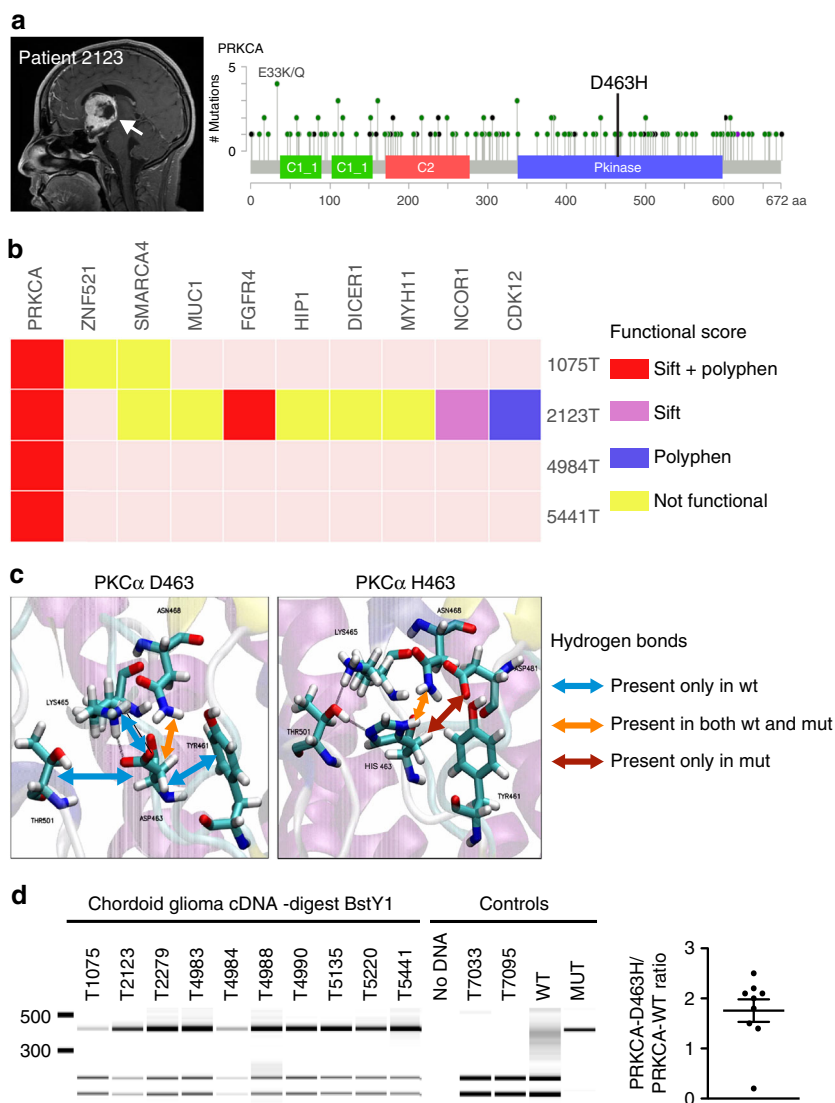 a
Patient 2123
PRKCA
# Mutations
5
0
E33K/Q
D463H
C1_1
C1_1
C2
Pkinase
0
100
200
300
400
500
600
672 aa
b
PRKCA
ZNF521
SMARCA4
MUC1
FGFR4
HIP1
DICER1
MYH11
NCOR1
CDK12
1075T
2123T
4984T
5441T
Functional score
Sift + polyphen
Sift
Polyphen
Not functional
c
PKCα D463
ASN468
LYS465
TYR461
THR501
ASP463
PKCα H463
ASN468
LYS465
ASP481
THR501
HIS 463
TYR461
Hydrogen bonds
Present only in wt
Present in both wt and mut
Present only in mut
d
Chordoid glioma cDNA -digest BstY1
Controls
T1075
T2123
T2279
T4983
T4984
T4988
T4990
T5135
T5220
T5441
No DNA
T7033
T7095
WT
MUT
500
300
PRKCA-D463H/
PRKCA-WT ratio
3
2
1
0